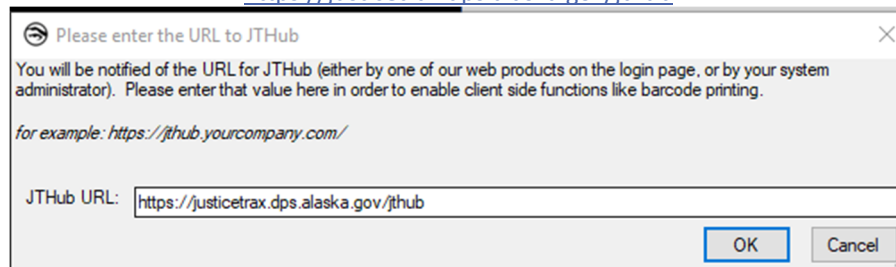 Please enter the URL to JTHub
You will be notified of the URL for JTHub (either by one of our web products on the login page, or by your system
administrator). Please enter that value here in order to enable client side functions like barcode printing.
for example: https://jthub.yourcompany.com/
JTHub URL: https://justicetrax.dps.alaska.gov/jthub
OK Cancel